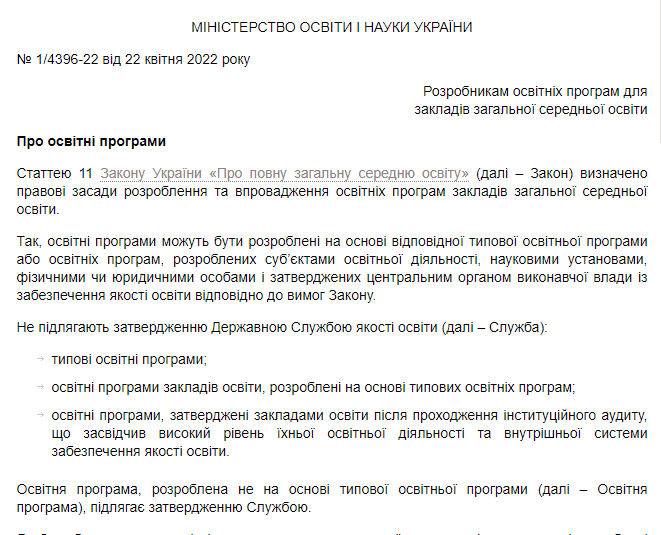 МІНІСТЕРСТВО ОСВІТИ І НАУКИ УКРАЇНИ
№ 1/4396-22 від 22 квітня 2022 року
Розробникам освітніх програм для
закладів загальної середньої освіти
Про освітні програми
Статтею 11 Закону України «Про повну загальну середню освіту» (далі – Закон) визначено
правові засади розроблення та впровадження освітніх програм закладів загальної середньої
освіти.
Так, освітні програми можуть бути розроблені на основі відповідної типової освітньої програми
або освітніх програм, розроблених суб’єктами освітньої діяльності, науковими установами,
фізичними чи юридичними особами і затверджених центральним органом виконавчої влади із
забезпечення якості освіти відповідно до вимог Закону.
Не підлягають затвердженню Державною Службою якості освіти (далі – Служба):
типові освітні програми;
освітні програми закладів освіти, розроблені на основі типових освітніх програм;
освітні програми, затверджені закладами освіти після проходження інституційного аудиту,
що засвідчив високий рівень їхньої освітньої діяльності та внутрішньої системи
забезпечення якості освіти.
Освітня програма, розроблена не на основі типової освітньої програми (далі – Освітня
програма), підлягає затвердженню Службою.